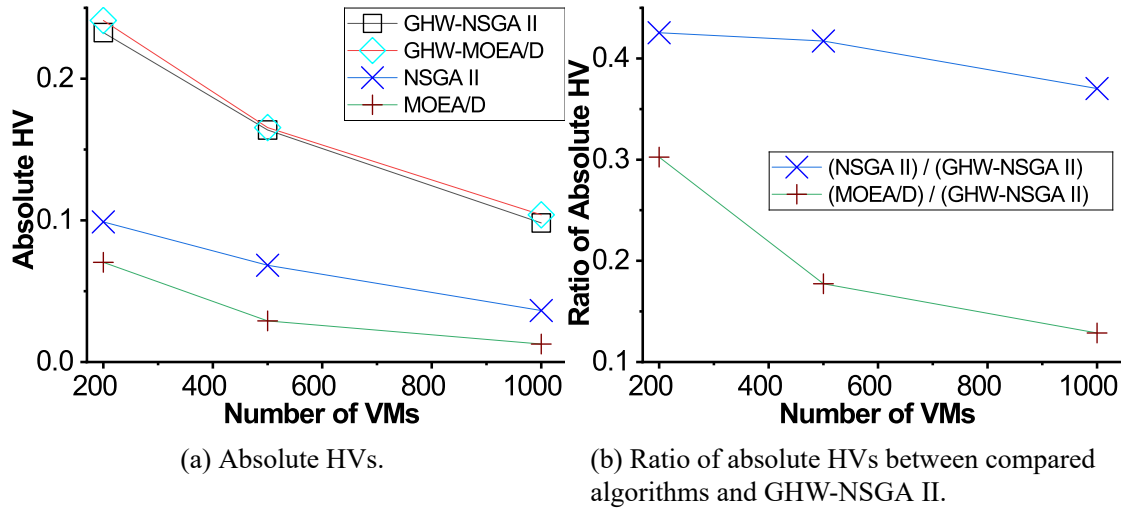 GHW-NSGA II
GHW-MOEA/D
NSGA II
MOEA/D
0.2
0.1
0.0
Absolute HV
200 400 600 800 1000
Number of VMs
(a) Absolute HVs.
0.4
0.3
0.2
0.1
Ratio of Absolute HV
(NSGA II) / (GHW-NSGA II)
(MOEA/D) / (GHW-NSGA II)
200 400 600 800 1000
Number of VMs
(b) Ratio of absolute HVs between compared
algorithms and GHW-NSGA II.